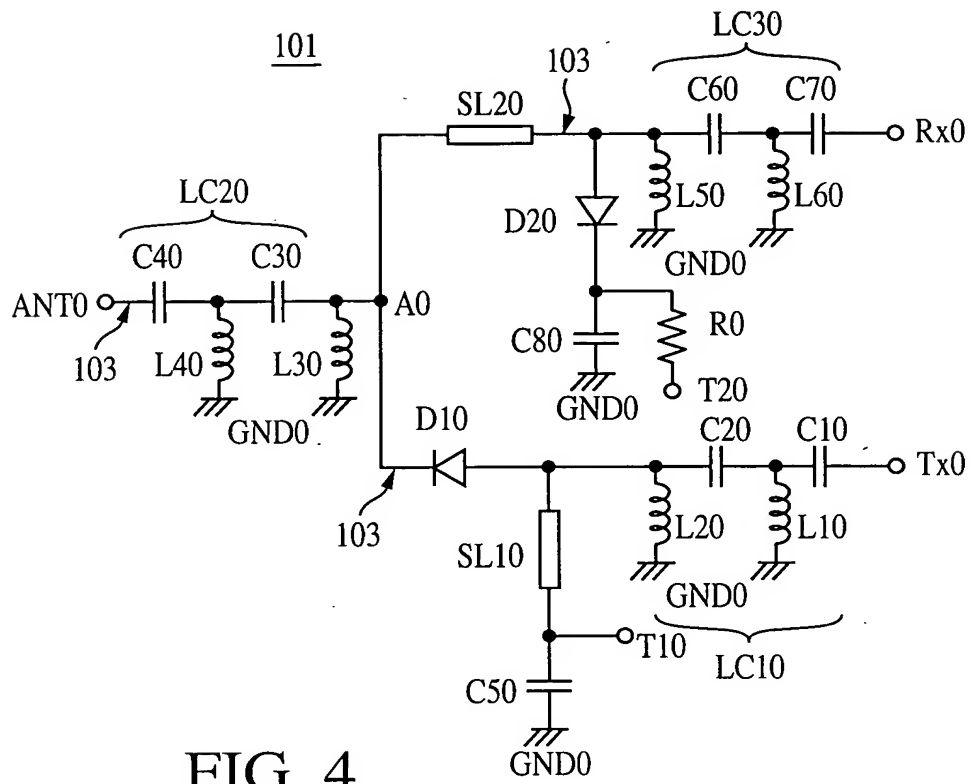 101
LC30
103
C60
C70
SL20
Rx0
L50
L60
LC20
D20
GND0
C40
C30
ANT0
A0
R0
C80
103
L40
L30
T20
GND0
GND0
D10
C20
C10
Tx0
103
L20
L10
SL10
GND0
T10
LC10
C50
GND0
FIG. 4